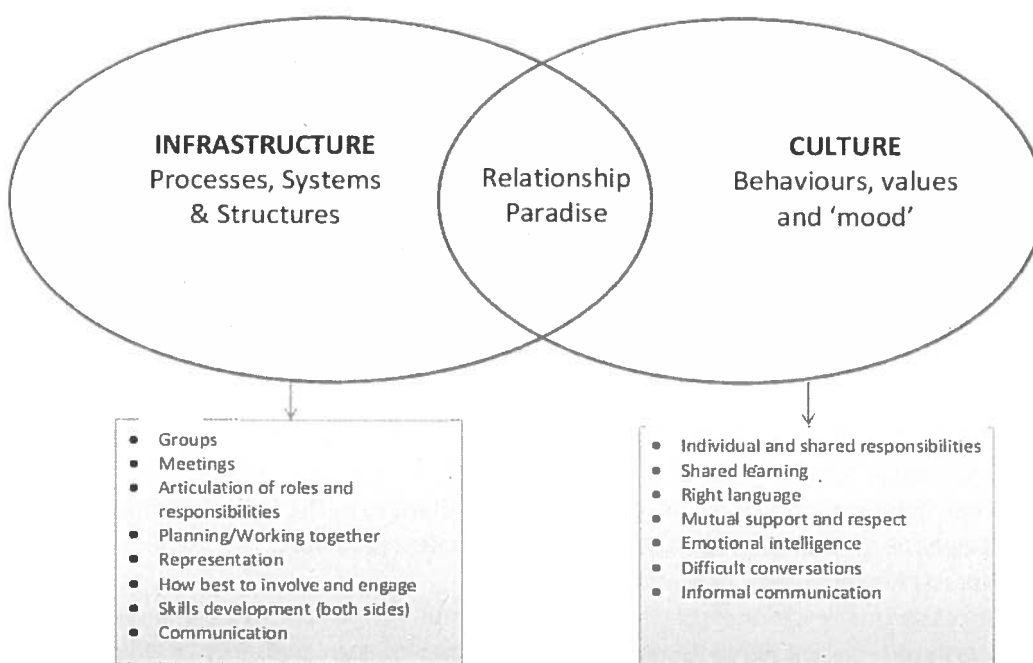 INFRASTRUCTURE
Processes, Systems
& Structures
Relationship
Paradise
CULTURE
Behaviours, values
and ‘mood’
• Groups
• Meetings
• Articulation of roles and
responsibilities
• Planning/Working together
• Representation
• How best to involve and engage
• Skills development (both sides)
• Communication
• Individual and shared responsibilities
• Shared learning
• Right language
• Mutual support and respect
• Emotional intelligence
• Difficult conversations
• Informal communication